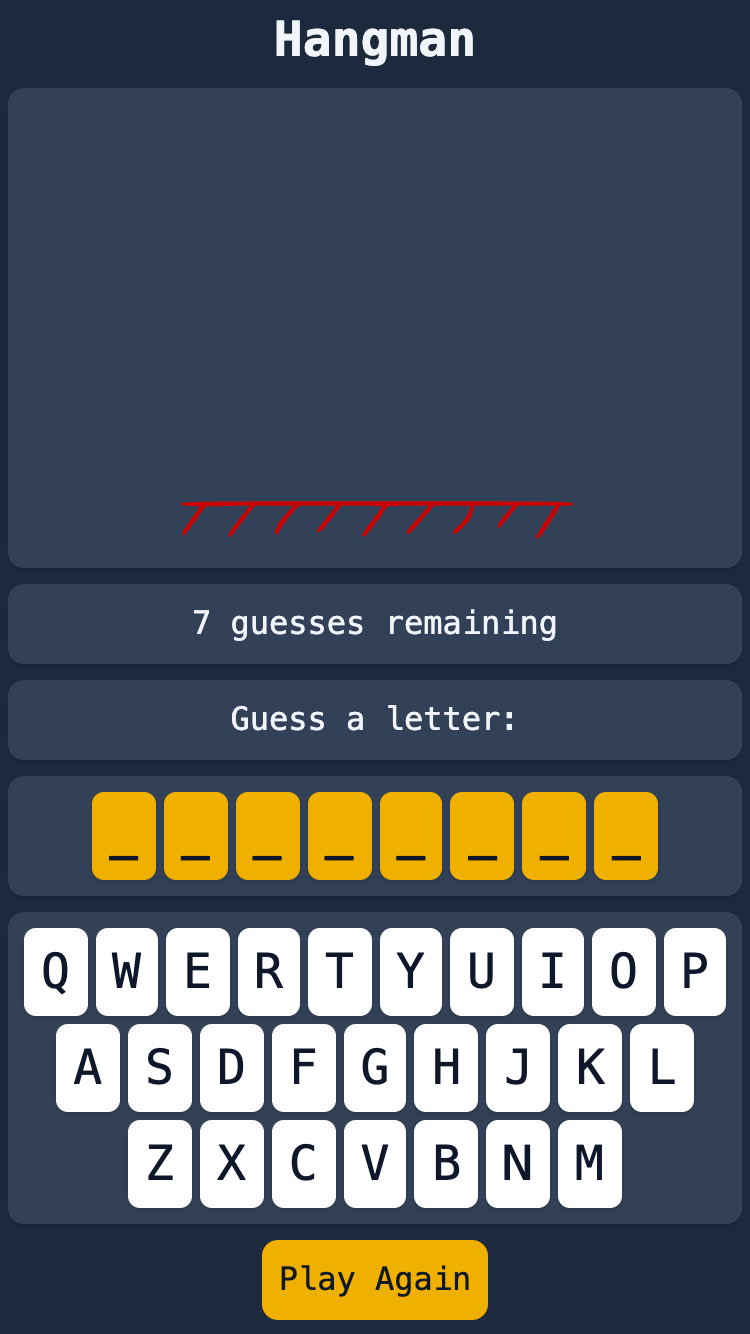 Hangman
7 guesses remaining
Guess a letter:
_ _ _ _ _ _ _ _
Q W E R T Y U I O P
A S D F G H J K L
Z X C V B N M
Play Again